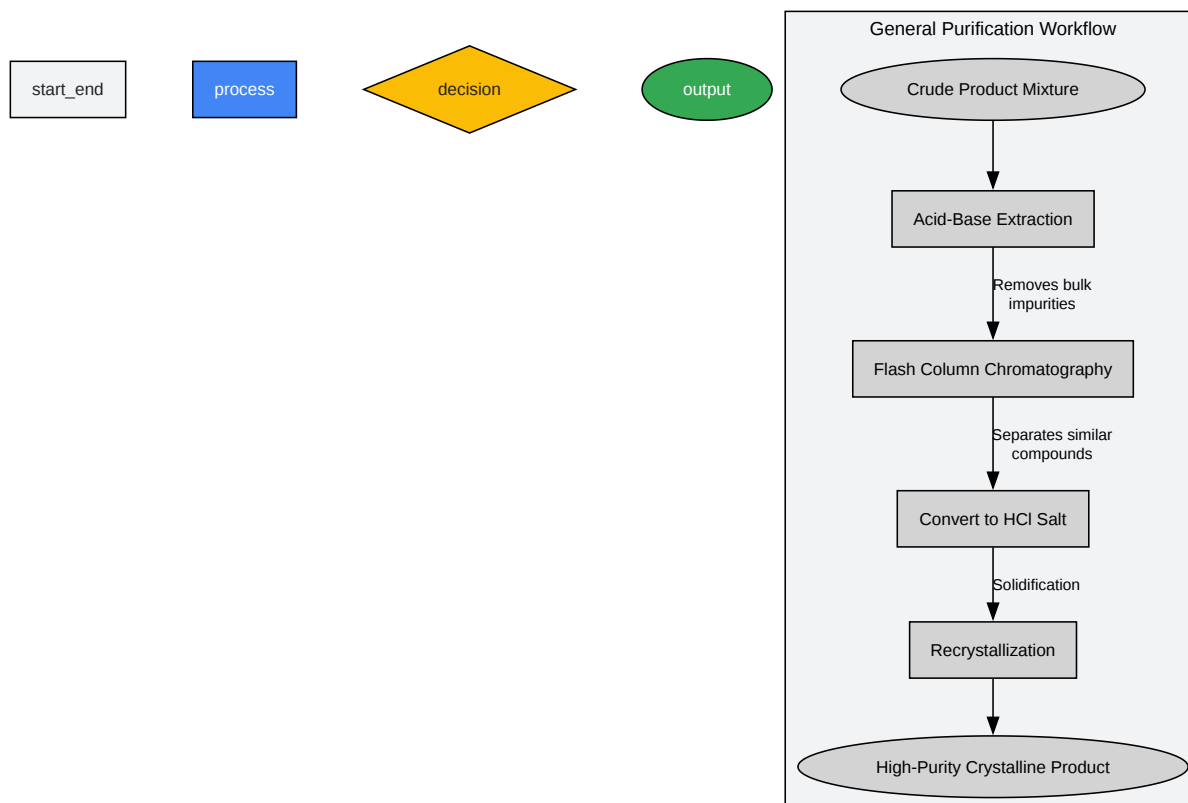 General Purification Workflow
start_end
process
decision
output
Crude Product Mixture
Acid-Base Extraction
Removes bulk
impurities
Flash Column Chromatography
Separates similar
compounds
Convert to HCl Salt
Solidification
Recrystallization
High-Purity Crystalline Product